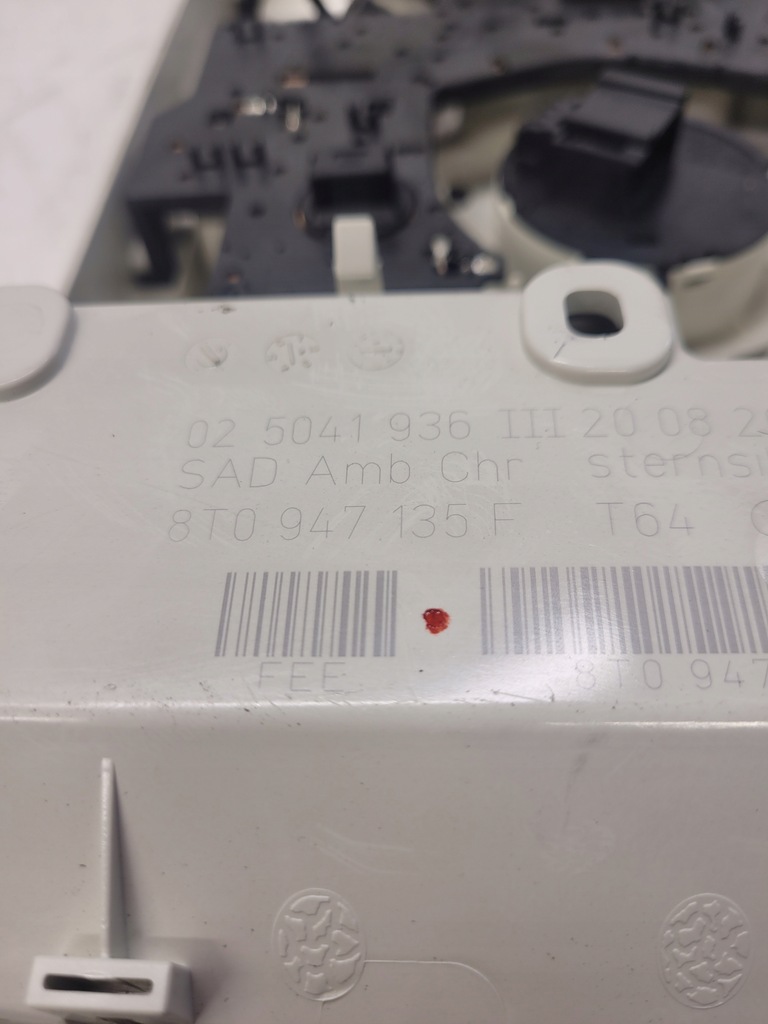 02 5041 936 III 20 08 2
SAD Amb Chr sternsi
8T0 947 135 F T64
FEE 8T0 947